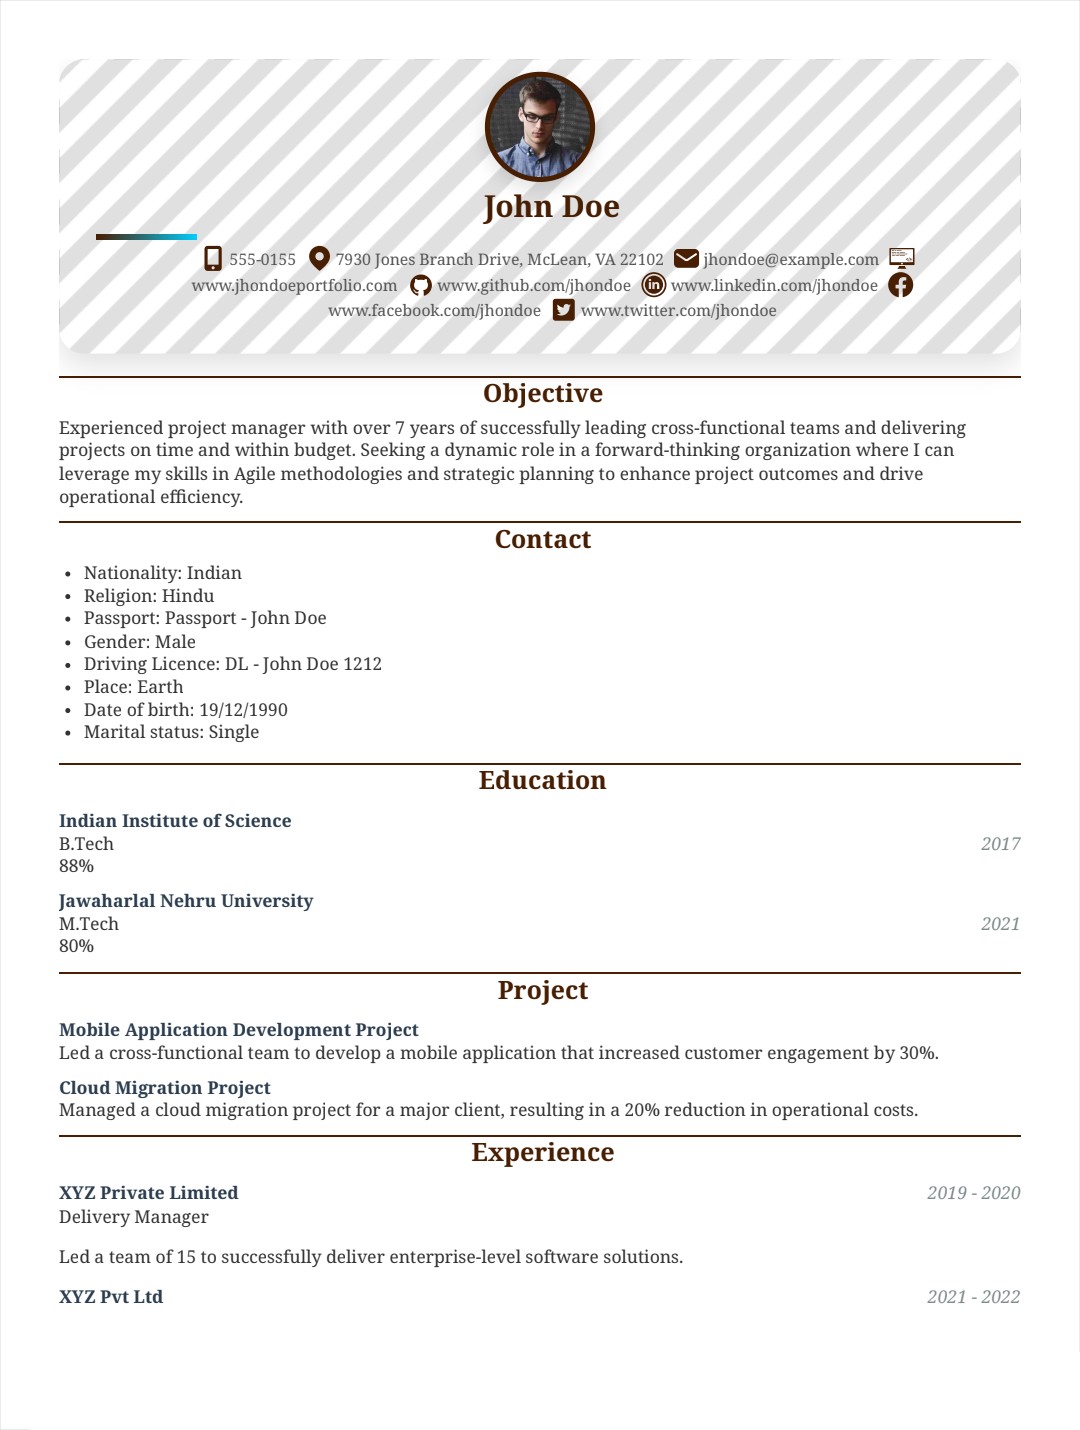 John Doe
555-0155 7930 Jones Branch Drive, McLean, VA 22102 jhondoe@example.com
www.jhondoeportfolio.com www.github.com/jhondoe www.linkedin.com/jhondoe
www.facebook.com/jhondoe www.twitter.com/jhondoe
Objective
Experienced project manager with over 7 years of successfully leading cross-functional teams and delivering
projects on time and within budget. Seeking a dynamic role in a forward-thinking organization where I can
leverage my skills in Agile methodologies and strategic planning to enhance project outcomes and drive
operational efficiency.
Contact
• Nationality: Indian
• Religion: Hindu
• Passport: Passport - John Doe
• Gender: Male
• Driving Licence: DL - John Doe 1212
• Place: Earth
• Date of birth: 19/12/1990
• Marital status: Single
Education
Indian Institute of Science
B.Tech 2017
88%
Jawaharlal Nehru University
M.Tech 2021
80%
Project
Mobile Application Development Project
Led a cross-functional team to develop a mobile application that increased customer engagement by 30%.
Cloud Migration Project
Managed a cloud migration project for a major client, resulting in a 20% reduction in operational costs.
Experience
XYZ Private Limited 2019 - 2020
Delivery Manager
Led a team of 15 to successfully deliver enterprise-level software solutions.
XYZ Pvt Ltd 2021 - 2022